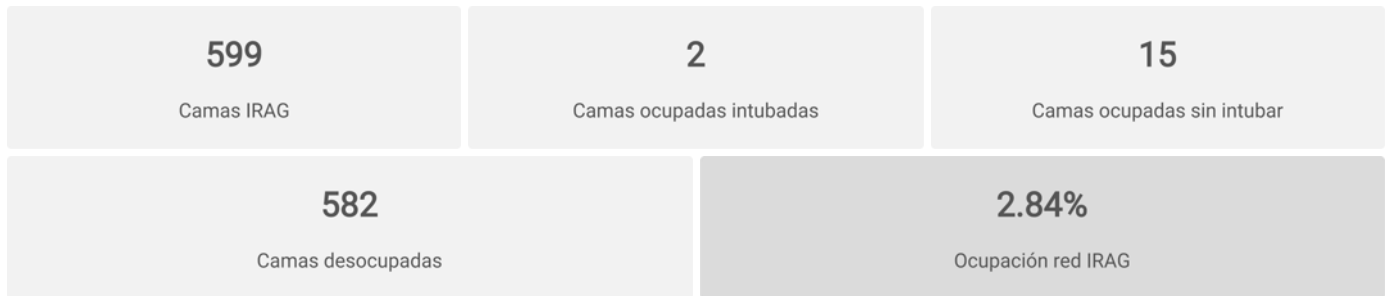 599
Camas IRAG
2
Camas ocupadas intubadas
15
Camas ocupadas sin intubar
582
Camas desocupadas
2.84%
Ocupación red IRAG